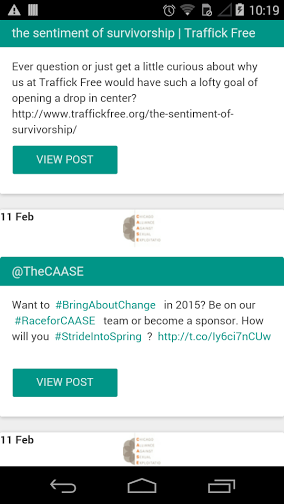 10:19
the sentiment of survivorship | Traffick Free
Ever question or just get a little curious about why
us at Traffick Free would have such a lofty goal of
opening a drop in center?
http://www.traffickfree.org/the-sentiment-of-
survivorship/
VIEW POST
11 Feb
@TheCAASE
Want to #BringAboutChange in 2015? Be on our
#RaceforCAASE team or become a sponsor. How
will you #StrideIntoSpring ? http://t.co/Iy6ci7nCUw
VIEW POST
11 Feb